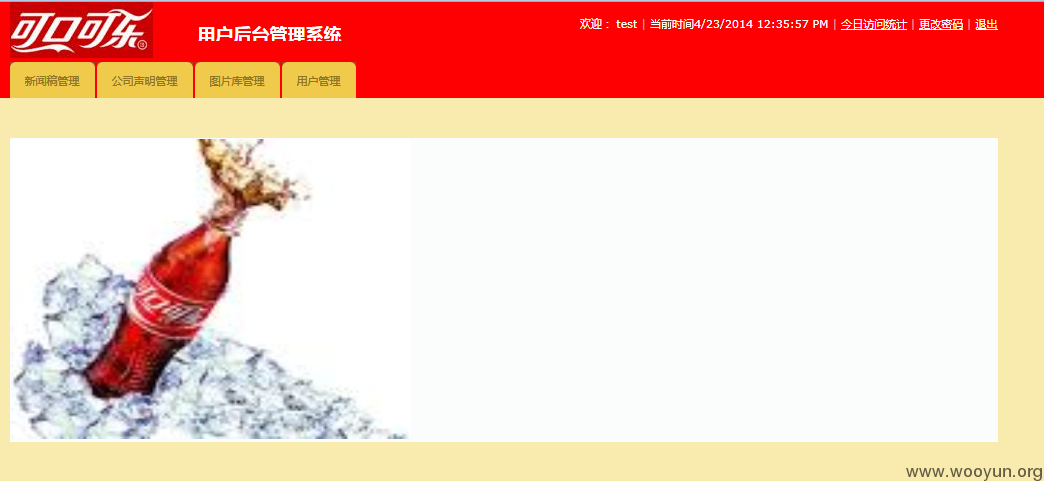 可口可乐
用户后台管理系统
欢迎： test | 当前时间4/23/2014 12:35:57 PM | 今日访问统计 | 更改密码 | 退出
新闻稿管理 公司声明管理 图片库管理 用户管理
可口可乐
www.wooyun.org